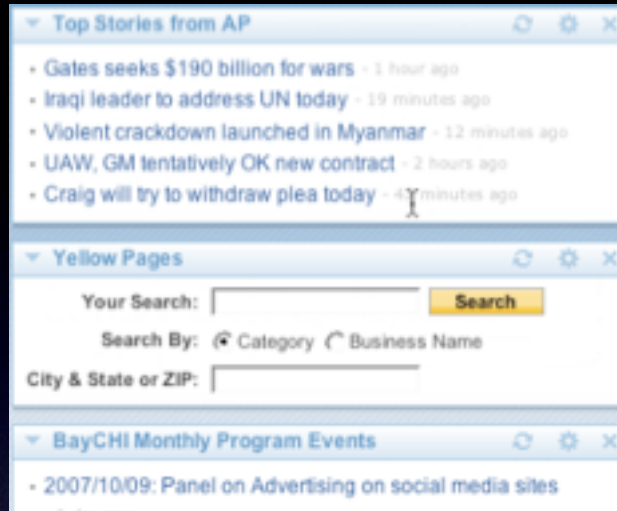 Top Stories from AP
Gates seeks $190 billion for wars - 1 hour ago
Iraqi leader to address UN today - 19 minutes ago
Violent crackdown launched in Myanmar - 12 minutes ago
UAW, GM tentatively OK new contract - 2 hours ago
Craig will try to withdraw plea today - minutes ago
Yellow Pages
Your Search: Search
Search By: Category Business Name
City & State or ZIP:
BayCHI Monthly Program Events
2007/10/09: Panel on Advertising on social media sites